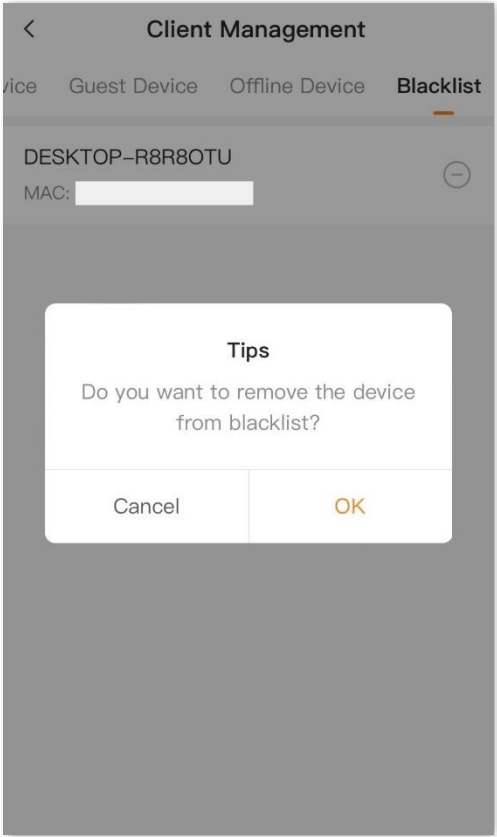 Client Management
vice Guest Device Offline Device Blacklist
DESKTOP-R8R8OTU
MAC:
Tips
Do you want to remove the device
from blacklist?
Cancel OK